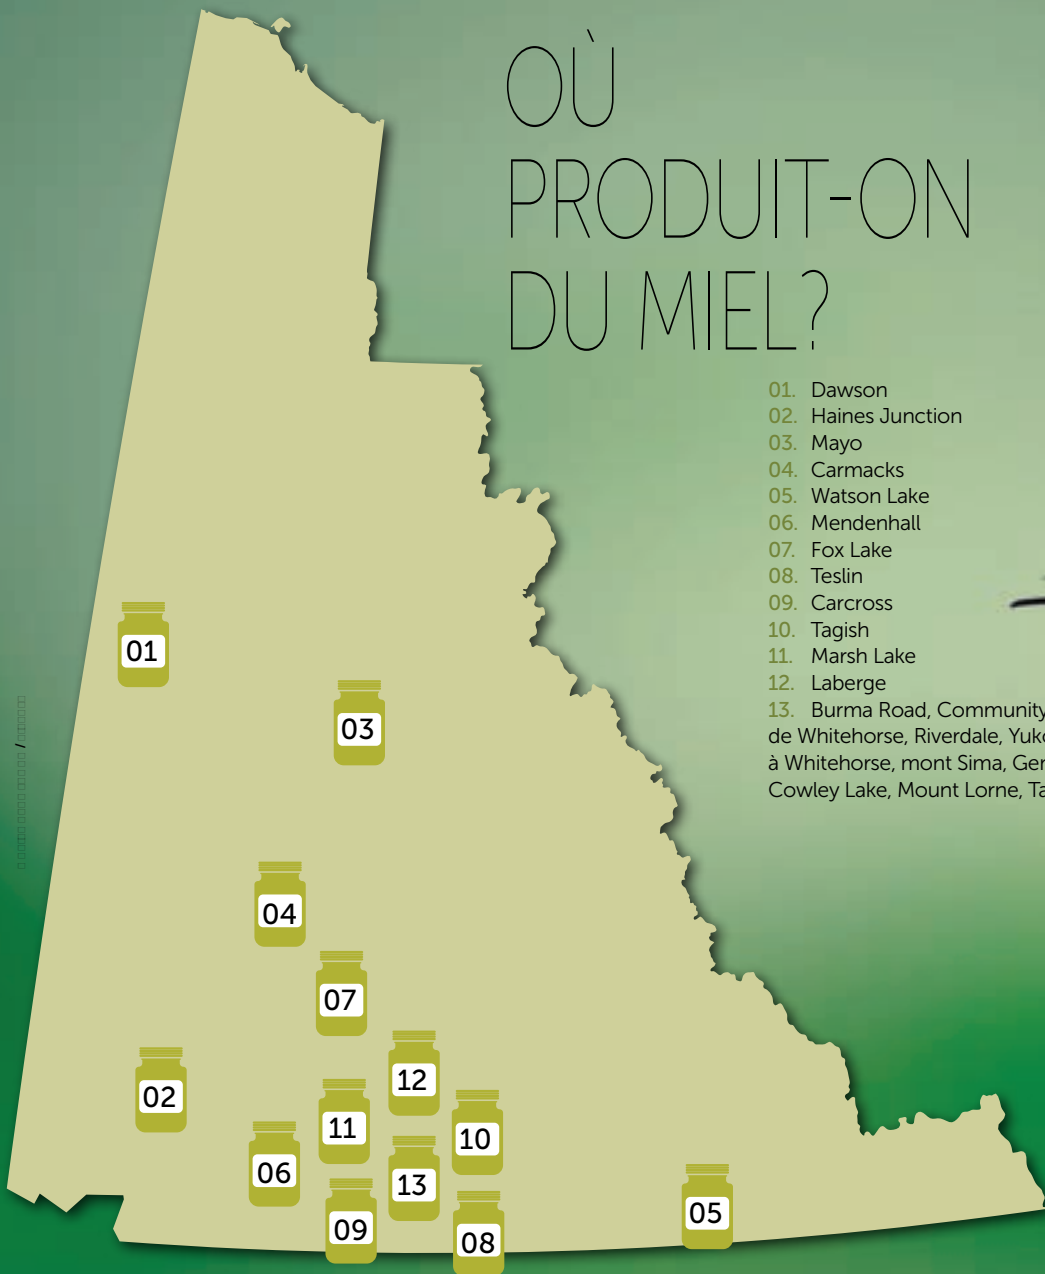 OÙ
PRODUIT-ON
DU MIEL?
01. Dawson
02. Haines Junction
03. Mayo
04. Carmacks
05. Watson Lake
06. Mendenhall
07. Fox Lake
08. Teslin
09. Carcross
10. Tagish
11. Marsh Lake
12. Laberge
13. Burma Road, Community
de Whitehorse, Riverdale,
à Whitehorse, mont Sima,
Cowley Lake, Mount Lorne,
01
03
04
07
12
02
11
10
06
13
05
09
08